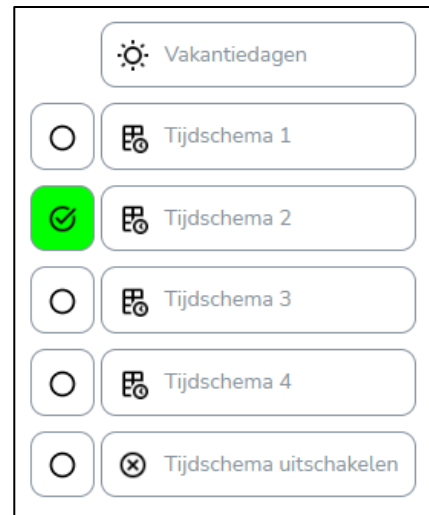 Vakantiedagen
Tijdschema 1
Tijdschema 2
Tijdschema 3
Tijdschema 4
Tijdschema uitschakelen